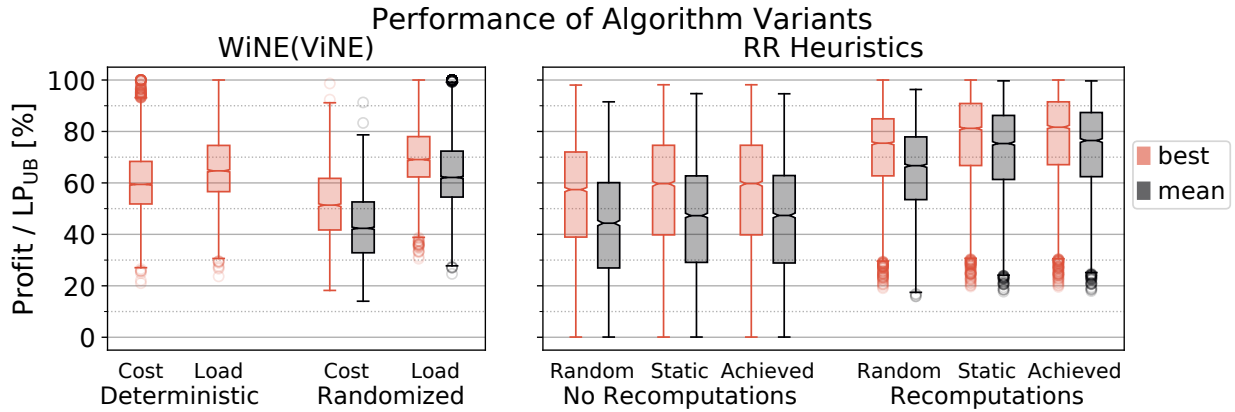 Performance of Algorithm Variants
WiNE(ViNE)
RR Heuristics
Profit / LP_UB [%]
100
80
60
40
20
0
Cost Load Cost Load
Deterministic Randomized
Random Static Achieved Random Static Achieved
No Recomputations Recomputations
best
mean